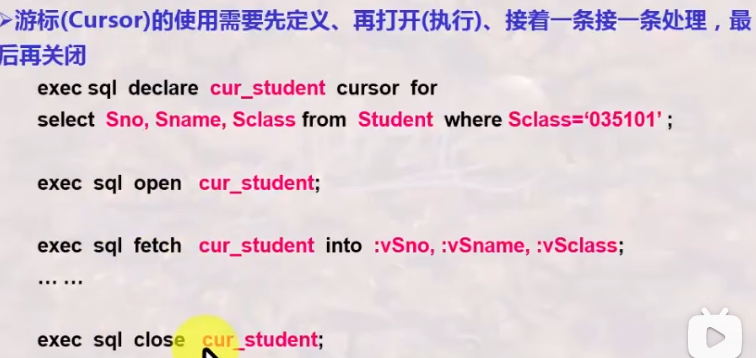 ➢游标(Cursor)的使用需要先定义、再打开(执行)、接着一条接一条处理，最
后再关闭
exec sql declare cur_student cursor for
select Sno, Sname, Sclass from Student where Sclass=‘035101’ ;
exec sql open cur_student;
exec sql fetch cur_student into :vSno, :vSname, :vSclass;
… …
exec sql close cur_student;